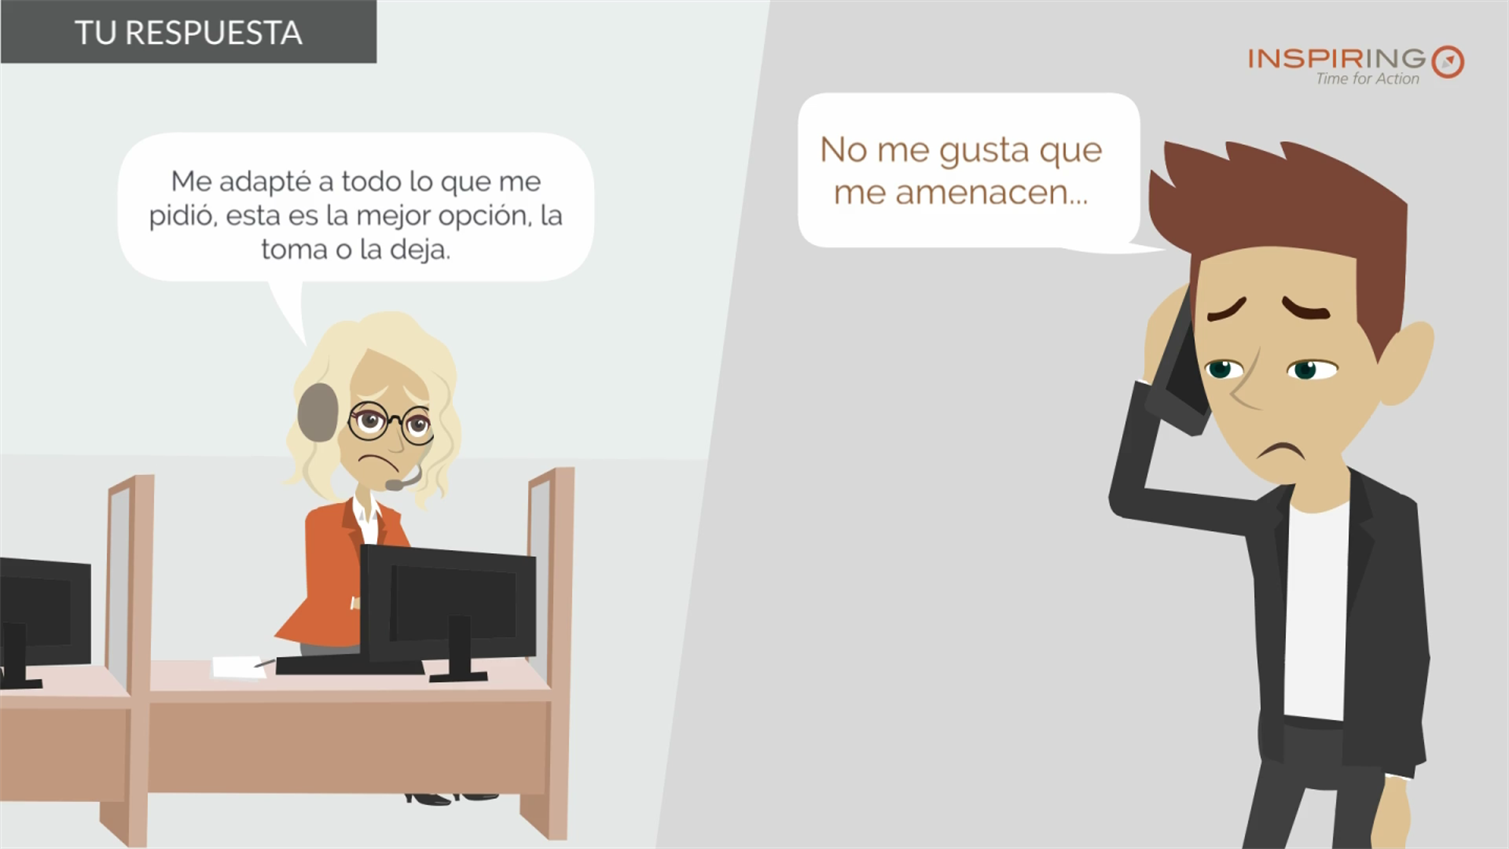 TU RESPUESTA
INSPIRING
Time for Action
Me adapté a todo lo que me
pidió, esta es la mejor opción, la
toma o la deja.
No me gusta que
me amenacen...